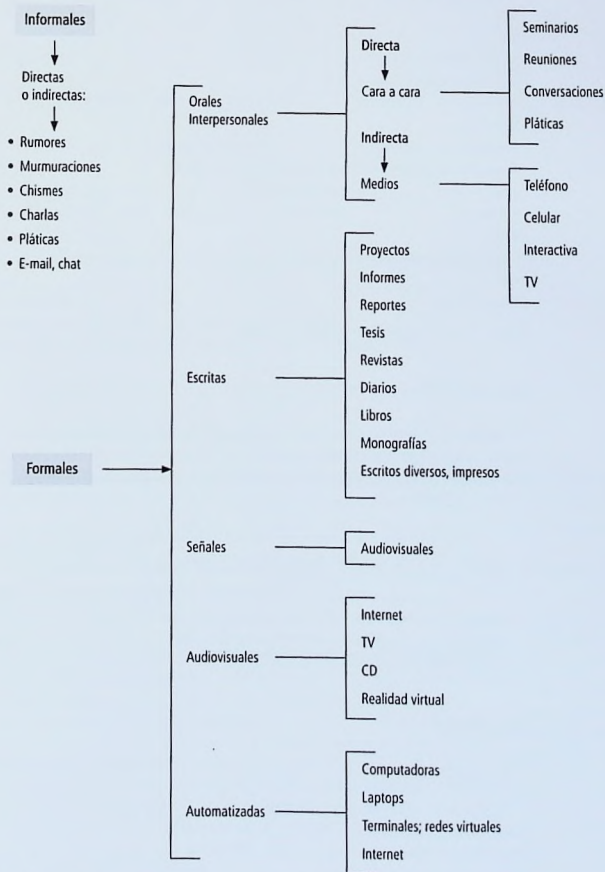 Informales
Directas
o indirectas:
• Rumores
• Murmuraciones
• Chismes
• Charlas
• Pláticas
• E-mail, chat
Formales
Orales
Interpersonales
Directa
Cara a cara
Indirecta
Medios
Seminarios
Reuniones
Conversaciones
Pláticas
Teléfono
Celular
Interactiva
TV
Escritas
Proyectos
Informes
Reportes
Tesis
Revistas
Diarios
Libros
Monografías
Escritos diversos, impresos
Señales
Audiovisuales
Audiovisuales
Internet
TV
CD
Realidad virtual
Automatizadas
Computadoras
Laptops
Terminales; redes virtuales
Internet